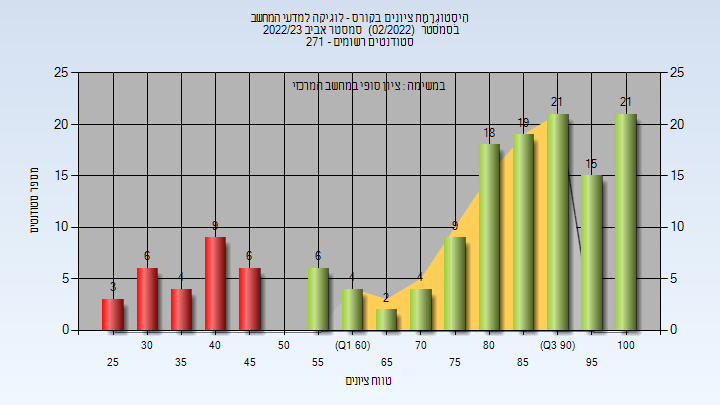 היסטוגרמת ציונים בקורס - לוגיקה למדעי המחשב
בסמסטר (02/2022) סמסטר אביב 2022/23
סטודנטים רשומים - 271
במשימה : ציון סופי במחשב המרכזי
25 25
20 20
15 15
10 10
5 5
0 0
מספר סטודנטים
3 6 4 9 6 6 4 2 4 9 18 19 21 15 21
30 40 50 (Q1 60) 70 80 (Q3 90) 100
25 35 45 55 65 75 85 95
טווח ציונים